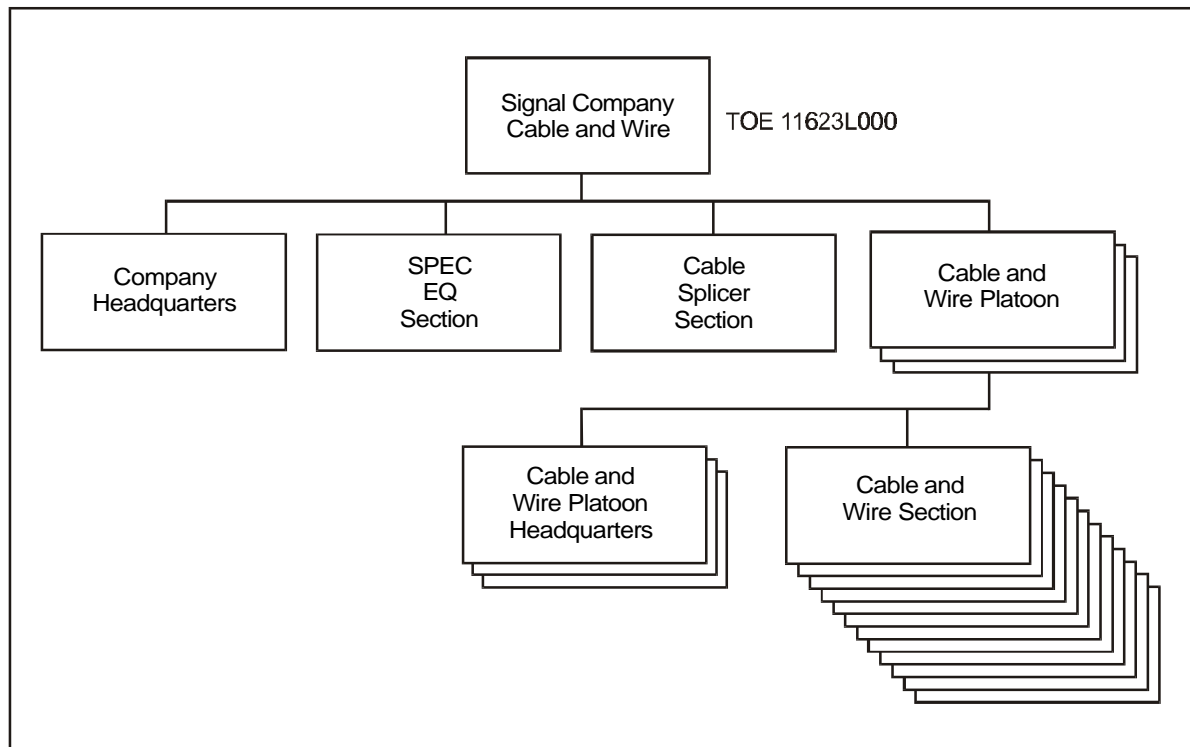 Signal Company
Cable and Wire
TOE 11623L000
Company
Headquarters
SPEC
EQ
Section
Cable
Splicer
Section
Cable and
Wire Platoon
Cable and
Wire Platoon
Headquarters
Cable and
Wire Section